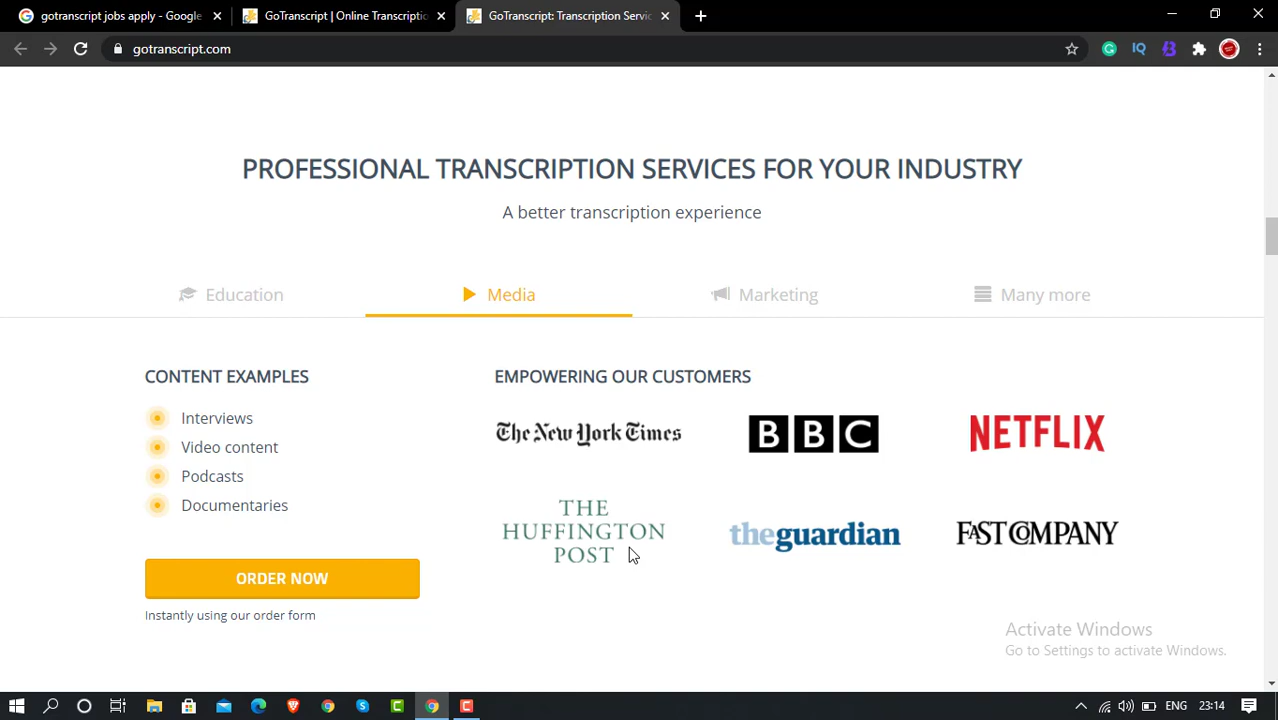 gotranscript jobs apply - Google
GoTranscript | Online Transcriptio
GoTranscript: Transcription Servic
gotranscript.com
IQ
PROFESSIONAL TRANSCRIPTION SERVICES FOR YOUR INDUSTRY
A better transcription experience
Education
Media
Marketing
Many more
CONTENT EXAMPLES
EMPOWERING OUR CUSTOMERS
Interviews
Video content
Podcasts
Documentaries
The New York Times
BBC
NETFLIX
THE
HUFFINGTON
POST
theguardian
FAST COMPANY
ORDER NOW
Instantly using our order form
Activate Windows
Go to Settings to activate Windows.
ENG
23:14